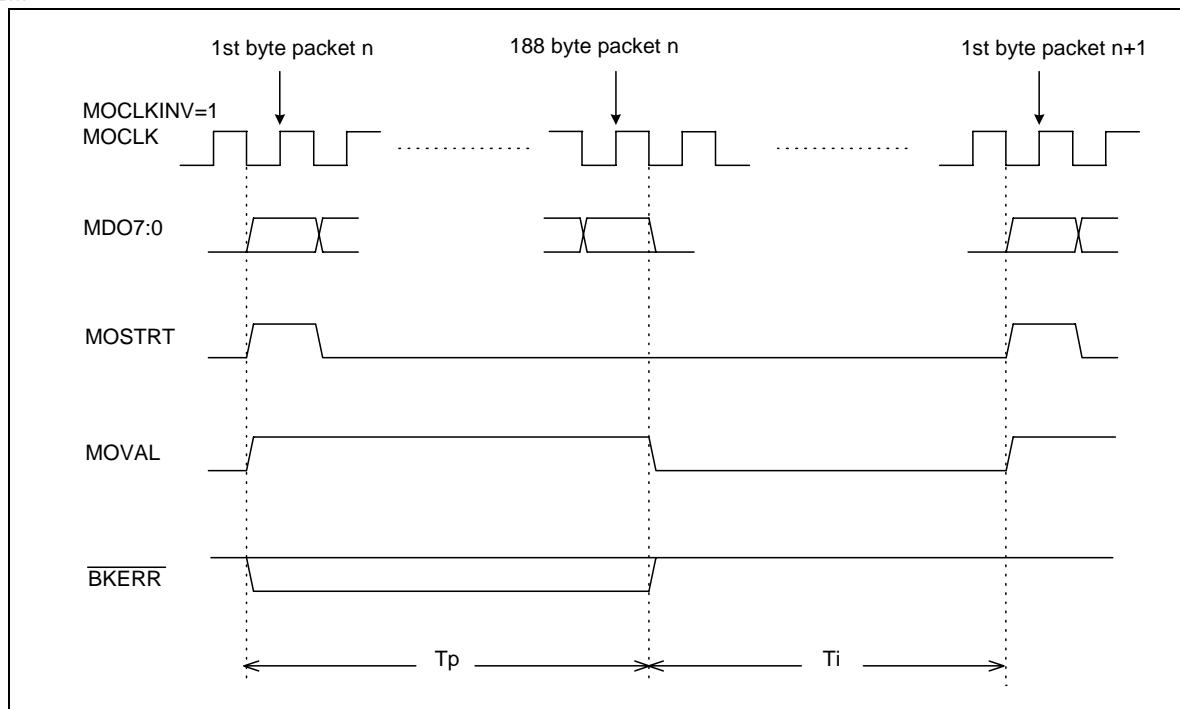 1st byte packet n
188 byte packet n
1st byte packet n+1
MOCLKINV=1
MOCLK
MDO7:0
MOSTRT
MOVAL
BKERR
Tp
Ti